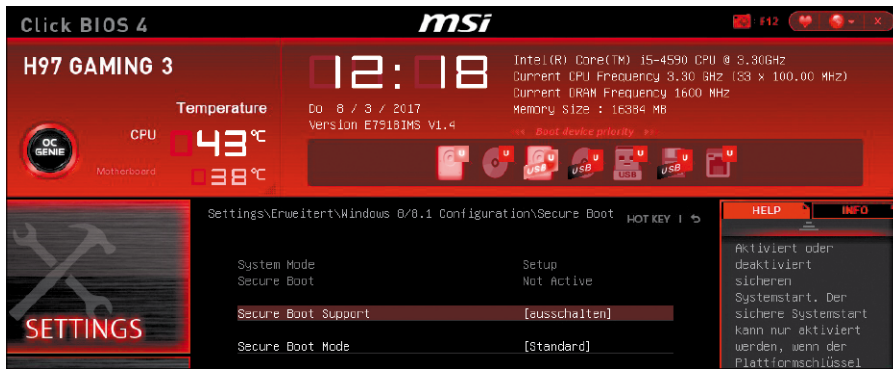 Click BIOS 4
msi
F12
H97 GAMING 3
Temperature
CPU 43°C
Motherboard 38°C
OC GENIE
12:18
Do 8 / 3 / 2017
Version E7918IMS V1.4
Intel(R) Core(TM) i5-4590 CPU @ 3.30GHz
Current CPU Frequency 3.30 GHz (33 x 100.00 MHz)
Current DRAM Frequency 1600 MHz
Memory Size : 16384 MB
Boot device priority
U U U USB U USB U USB U USB U
SETTINGS
Settings\Erweitert\Windows 8/8.1 Configuration\Secure Boot
HOT KEY
System Mode Setup
Secure Boot Not Active
Secure Boot Support [ausschalten]
Secure Boot Mode [Standard]
HELP INFO
Aktiviert oder
deaktiviert
sicheren
Systemstart. Der
sichere Systemstart
kann nur aktiviert
werden, wenn der
Plattformschlüssel